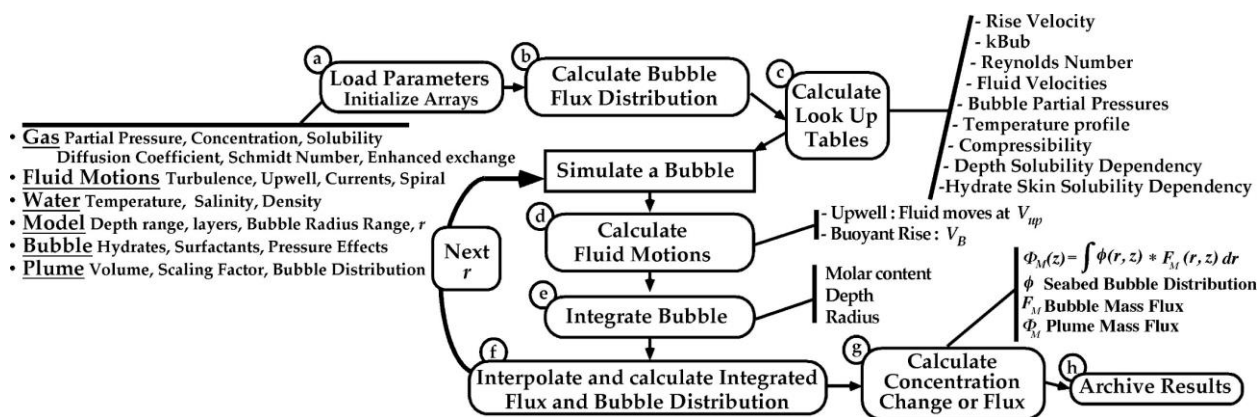 a
Load Parameters
Initialize Arrays
b
Calculate Bubble
Flux Distribution
c
Calculate
Look Up
Tables
- Rise Velocity
- kBub
- Reynolds Number
- Fluid Velocities
- Bubble Partial Pressures
- Temperature profile
- Compressibility
- Depth Solubility Dependency
-Hydrate Skin Solubility Dependency
• Gas Partial Pressure, Concentration, Solubility
Diffusion Coefficient, Schmidt Number, Enhanced exchange
• Fluid Motions Turbulence, Upwell, Currents, Spiral
• Water Temperature, Salinity, Density
• Model Depth range, layers, Bubble Radius Range, r
• Bubble Hydrates, Surfactants, Pressure Effects
• Plume Volume, Scaling Factor, Bubble Distribution
Next
r
Simulate a Bubble
d
Calculate
Fluid Motions
- Upwell : Fluid moves at V_up
- Buoyant Rise : V_B
e
Integrate Bubble
Molar content
Depth
Radius
f
Interpolate and calculate Integrated
Flux and Bubble Distribution
g
Calculate
Concentration
Change or Flux
Φ_M(z) = ∫ ϕ(r, z) * F_M (r, z) dr
ϕ Seabed Bubble Distribution
F_M Bubble Mass Flux
Φ_M Plume Mass Flux
h
Archive Results